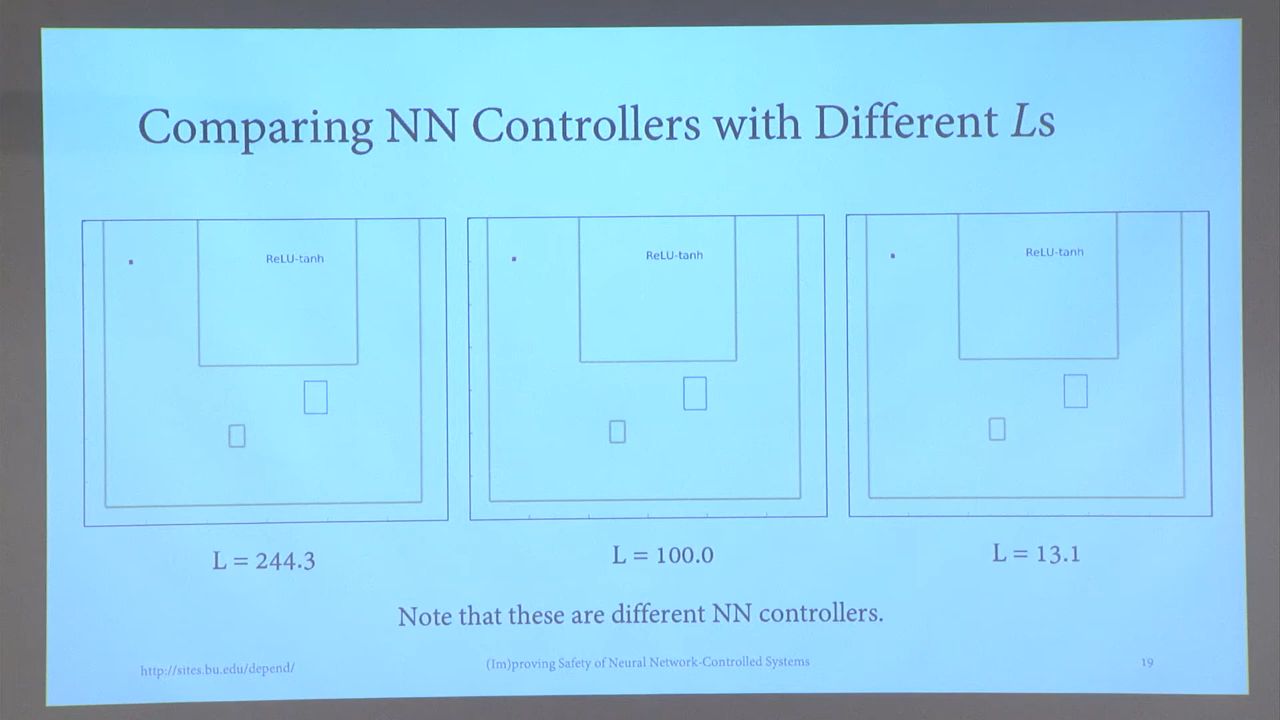 Comparing NN Controllers with Different Ls
ReLU-tanh
ReLU-tanh
ReLU-tanh
L = 244.3
L = 100.0
L = 13.1
Note that these are different NN controllers.
http://sites.bu.edu/depend/
(Im)proving Safety of Neural Network-Controlled Systems
19